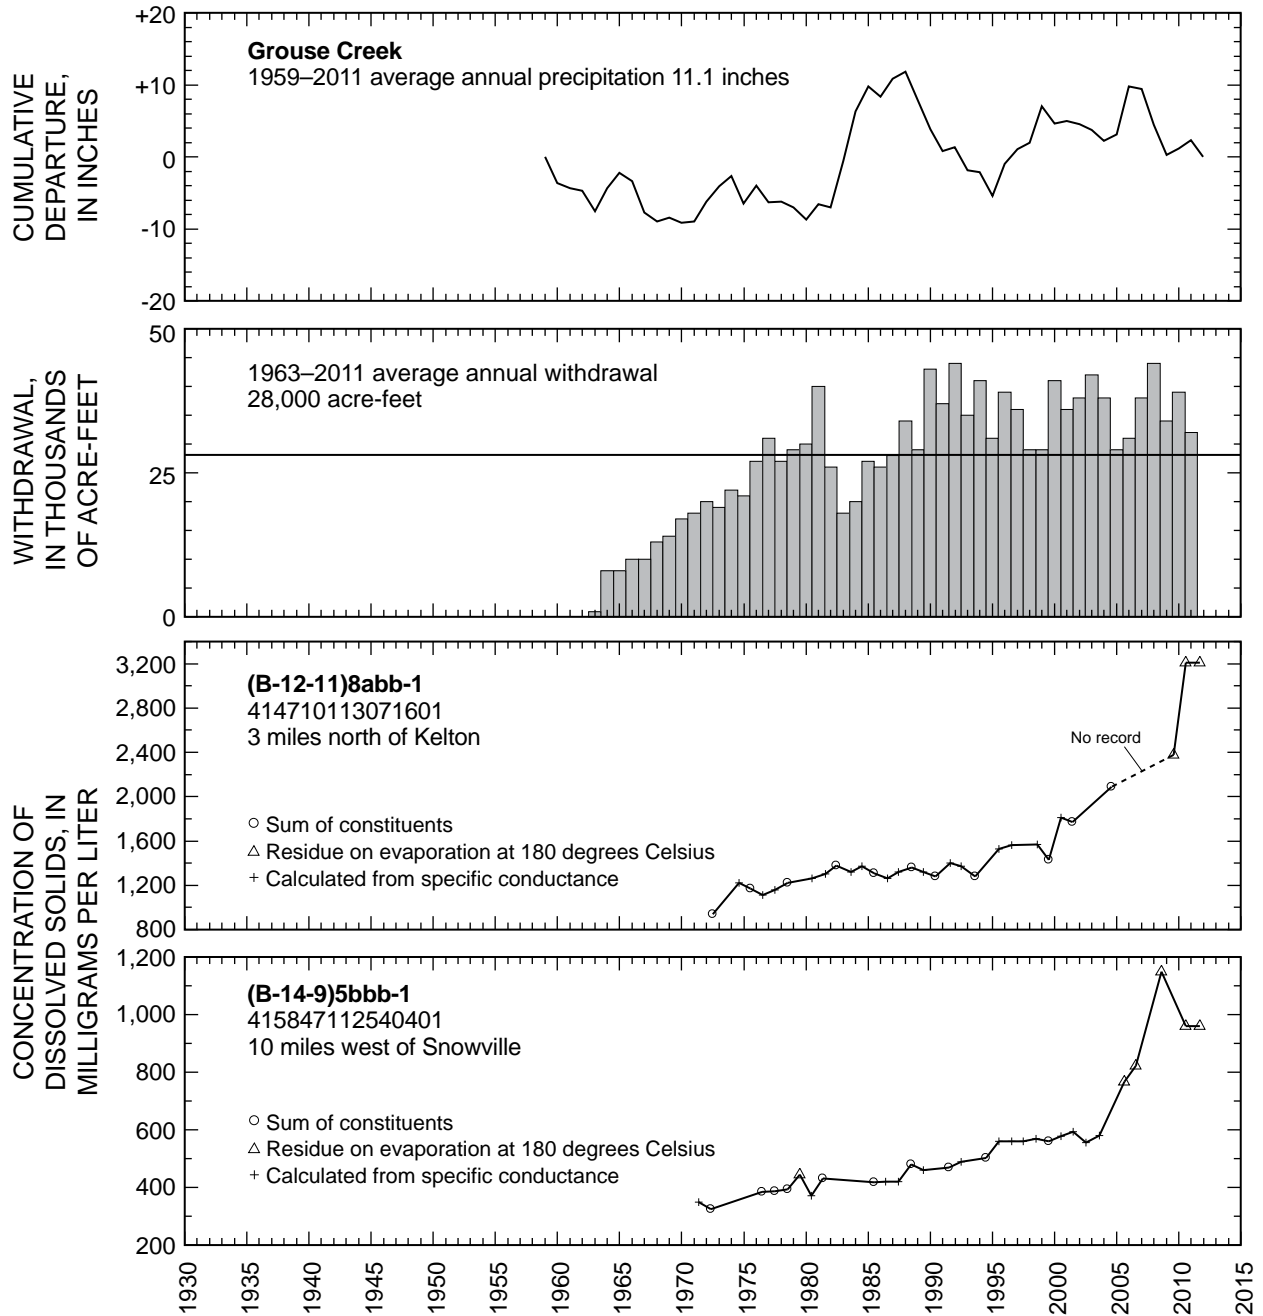 CUMULATIVE
DEPARTURE,
IN INCHES
+20
+10
0
-10
-20
Grouse Creek
1959–2011 average annual precipitation 11.1 inches
WITHDRAWAL,
IN THOUSANDS
OF ACRE-FEET
50
25
0
1963–2011 average annual withdrawal
28,000 acre-feet
CONCENTRATION OF
DISSOLVED SOLIDS, IN
MILLIGRAMS PER LITER
3,200
2,800
2,400
2,000
1,600
1,200
800
(B-12-11)8abb-1
414710113071601
3 miles north of Kelton
No record
Sum of constituents
Residue on evaporation at 180 degrees Celsius
Calculated from specific conductance
1,200
1,000
800
600
400
200
(B-14-9)5bbb-1
415847112540401
10 miles west of Snowville
Sum of constituents
Residue on evaporation at 180 degrees Celsius
Calculated from specific conductance
1930
1935
1940
1945
1950
1955
1960
1965
1970
1975
1980
1985
1990
1995
2000
2005
2010
2015